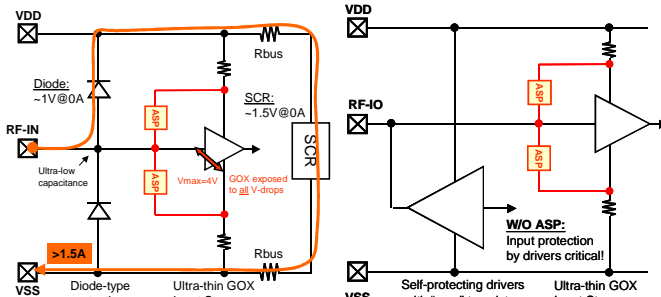 VDD
VDD
Rbus
Diode:
~1V@0A
SCR:
~1.5V@0A
ASP
ASP
RF-IN
RF-IO
SCR
Ultra-low
capacitance
Vmax=4V
GOX exposed
to all V-drops
ASP
ASP
W/O ASP:
Input protection
by drivers critical!
>1.5A
Rbus
VSS
VSS
Diode-type
Ultra-thin GOX
Self-protecting drivers
Ultra-thin GOX